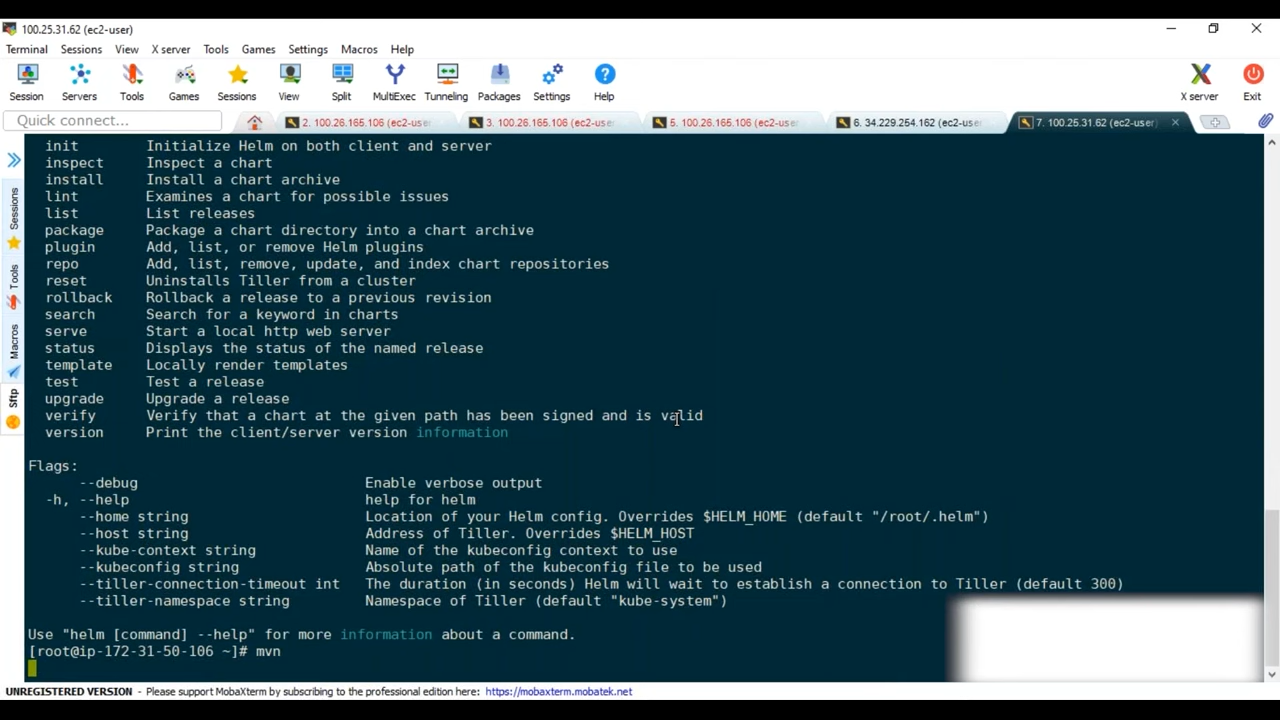 100.25.31.62 (ec2-user)
Terminal Sessions View X server Tools Games Settings Macros Help
Session Servers Tools Games Sessions View Split MultiExec Tunneling Packages Settings Help X server Exit
Quick connect... 2. 100.26.165.106 (ec2-user 3. 100.26.165.106 (ec2-use 5. 100.26.165.106 (ec2-user 6. 34.229.254.162 (ec2-use 7. 100.25.31.62 (ec2-user)
Sessions
Tools
Macros
Sftp
init Initialize Helm on both client and server
inspect Inspect a chart
install Install a chart archive
lint Examines a chart for possible issues
list List releases
package Package a chart directory into a chart archive
plugin Add, list, or remove Helm plugins
repo Add, list, remove, update, and index chart repositories
reset Uninstalls Tiller from a cluster
rollback Rollback a release to a previous revision
search Search for a keyword in charts
serve Start a local http web server
status Displays the status of the named release
template Locally render templates
test Test a release
upgrade Upgrade a release
verify Verify that a chart at the given path has been signed and is valid
version Print the client/server version information
Flags:
--debug Enable verbose output
-h, --help help for helm
--home string Location of your Helm config. Overrides $HELM_HOME (default "/root/.helm")
--host string Address of Tiller. Overrides $HELM_HOST
--kube-context string Name of the kubeconfig context to use
--kubeconfig string Absolute path of the kubeconfig file to be used
--tiller-connection-timeout int The duration (in seconds) Helm will wait to establish a connection to Tiller (default 300)
--tiller-namespace string Namespace of Tiller (default "kube-system")
Use "helm [command] --help" for more information about a command.
[root@ip-172-31-50-106 ~]# mvn
UNREGISTERED VERSION - Please support MobaXterm by subscribing to the professional edition here: https://mobaxterm.mobatek.net